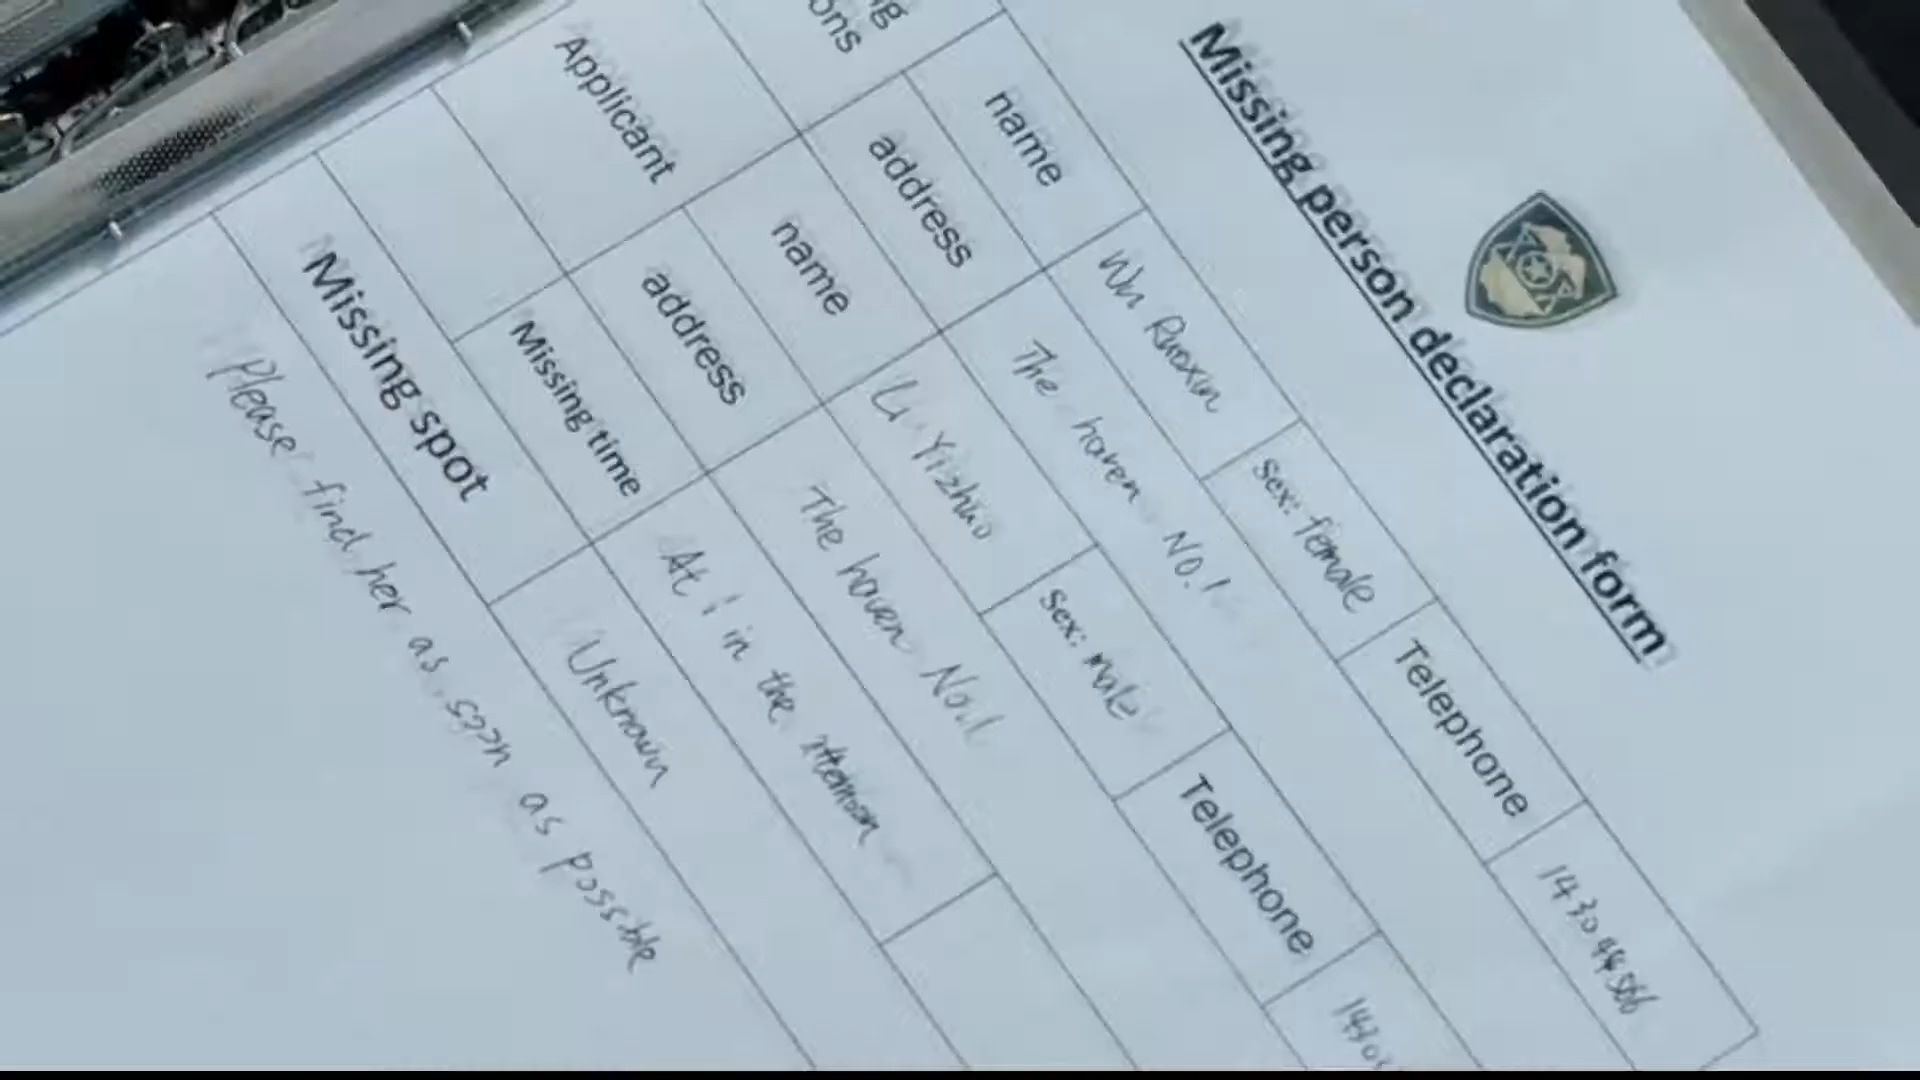 Missing person declaration form
name Wu Ruoxin Sex: female Telephone
address The haven No.1
Applicant name Li Yizhuo Sex: male Telephone
address The haven No.1
Missing time At 1 in the afternoon
Missing spot Unknown
Please find her as soon as possible